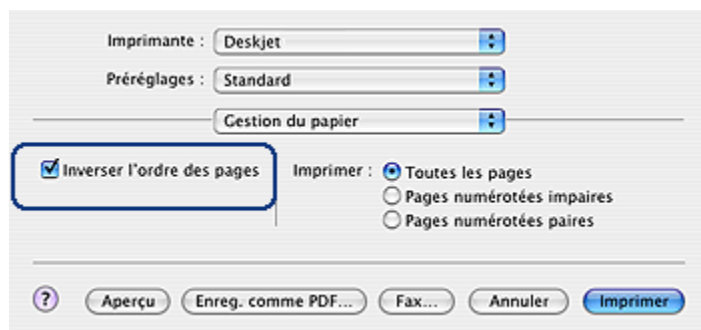 Imprimante : Deskjet
Préréglages : Standard
Gestion du papier
Inverser l'ordre des pages Imprimer : Toutes les pages
Pages numérotées impaires
Pages numérotées paires
? Aperçu Enreg. comme PDF... Fax... Annuler Imprimer